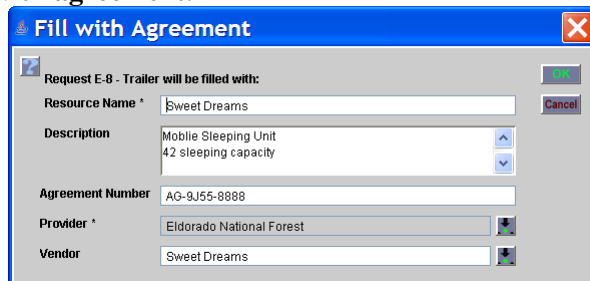 Fill with Agreement
Request E-8 - Trailer will be filled with:
OK
Resource Name * Sweet Dreams
Cancel
Description Moblie Sleeping Unit
42 sleeping capacity
Agreement Number AG-9J55-8888
Provider * Eldorado National Forest
Vendor Sweet Dreams